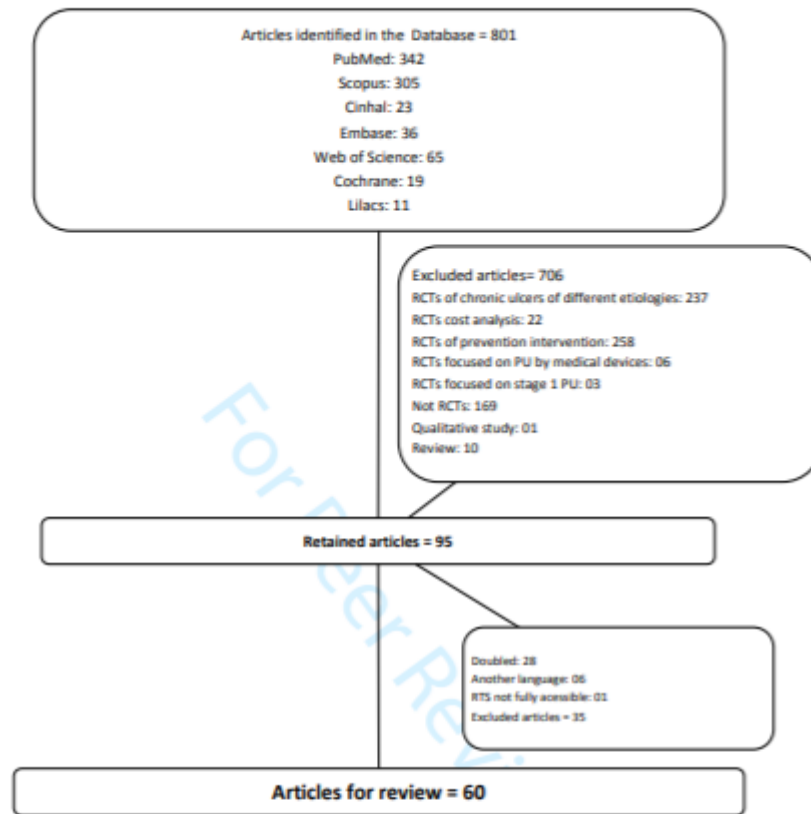 Articles identified in the Database = 801
PubMed: 342
Scopus: 305
Cinhal: 23
Embase: 36
Web of Science: 65
Cochrane: 19
Lilacs: 11
Excluded articles= 706
RCTs of chronic ulcers of different etiologies: 237
RCTs cost analysis: 22
RCTs of prevention intervention: 258
RCTs focused on PU by medical devices: 06
RCTs focused on stage 1 PU: 03
Not RCTs: 169
Qualitative study: 01
Review: 10
Retained articles = 95
Doubled: 28
Another language: 06
RTS not fully acessible: 01
Excluded articles = 35
Articles for review = 60
For Peer Revi